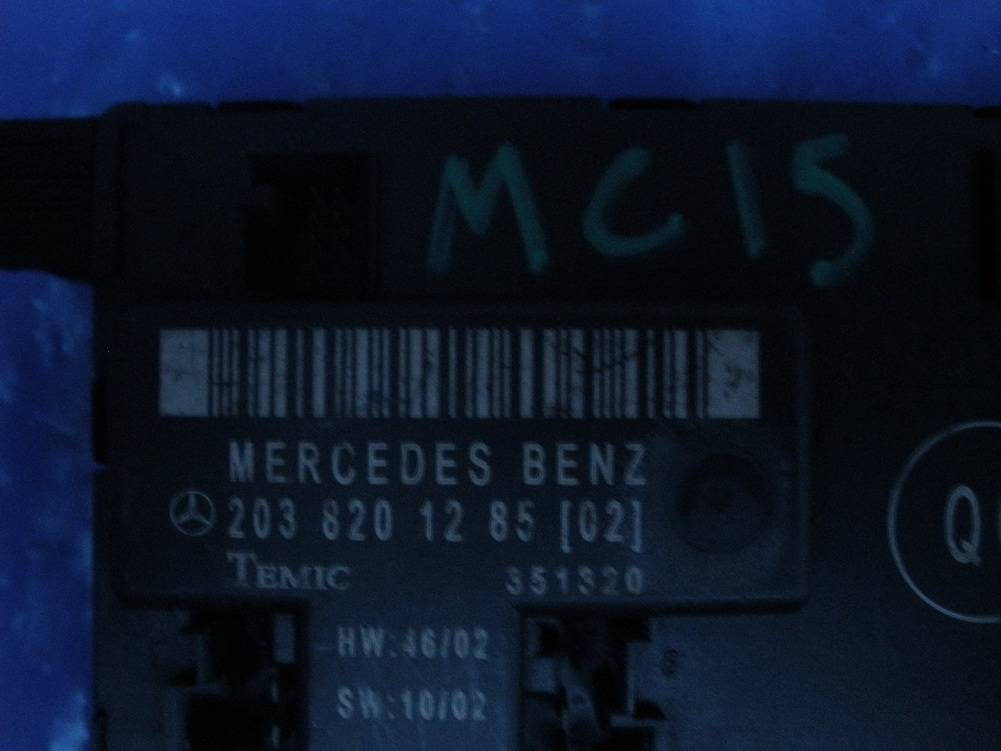 MC15
MERCEDES BENZ
203 820 12 85 [02]
TEMIC 351320
HW:46/02
SW:10/02